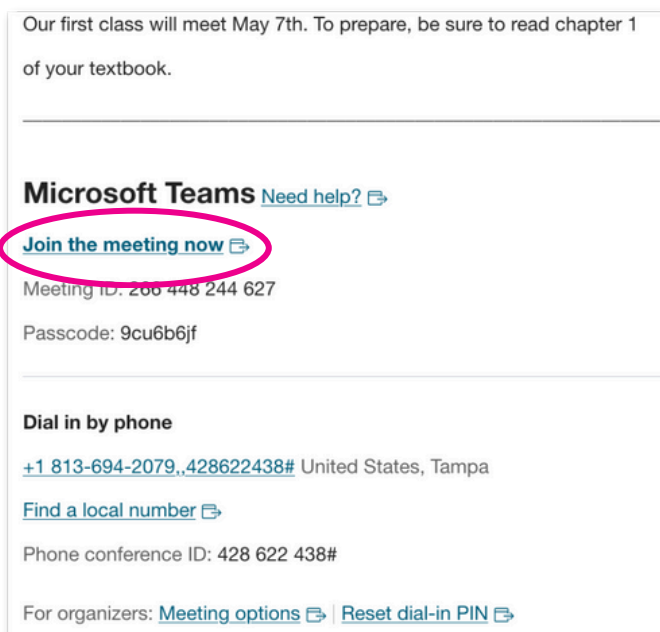 Our first class will meet May 7th. To prepare, be sure to read chapter 1
of your textbook.
Microsoft Teams Need help?
Join the meeting now
Meeting ID: 266 448 244 627
Passcode: 9cu6b6jf
Dial in by phone
+1 813-694-2079,,428622438# United States, Tampa
Find a local number
Phone conference ID: 428 622 438#
For organizers: Meeting options | Reset dial-in PIN